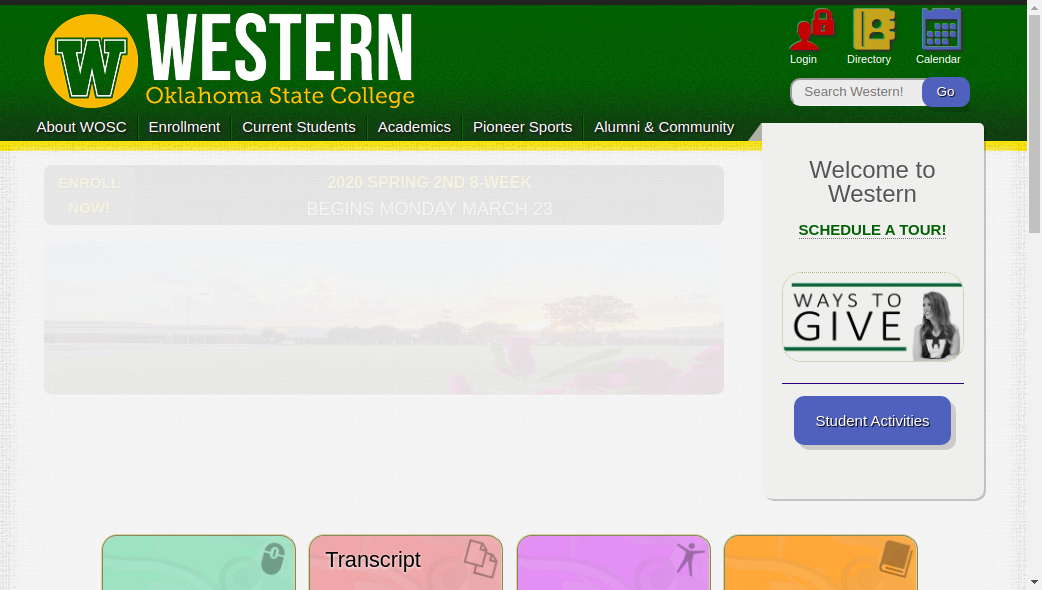 W
WESTERN
Oklahoma State College
Login
Directory
Calendar
Search Western!
Go
About WOSC
Enrollment
Current Students
Academics
Pioneer Sports
Alumni & Community
ENROLL
NOW!
2020 SPRING 2ND 8-WEEK
BEGINS MONDAY MARCH 23
Welcome to
Western
SCHEDULE A TOUR!
WAYS TO
GIVE
W
Student Activities
Transcript